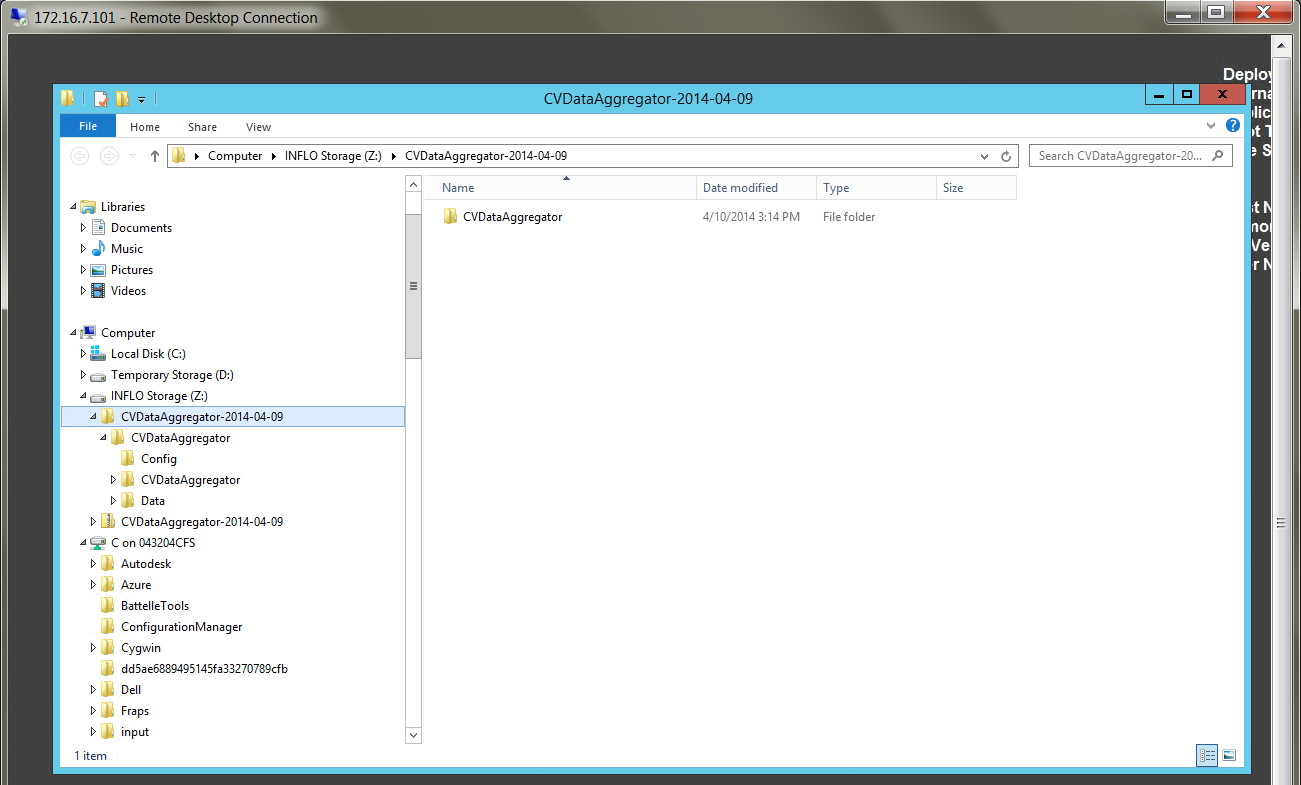 172.16.7.101 - Remote Desktop Connection
Deploy
CVDataAggregator-2014-04-09
File Home Share View
Computer INFLO Storage (Z:) CVDataAggregator-2014-04-09
Search CVDataAggregator-20...
Name Date modified Type Size
CVDataAggregator 4/10/2014 3:14 PM File folder
Libraries
Documents
Music
Pictures
Videos
Computer
Local Disk (C:)
Temporary Storage (D:)
INFLO Storage (Z:)
CVDataAggregator-2014-04-09
CVDataAggregator
Config
CVDataAggregator
Data
CVDataAggregator-2014-04-09
C on 043204CFS
Autodesk
Azure
BattelleTools
ConfigurationManager
Cygwin
dd5ae6889495145fa33270789cfb
Dell
Fraps
input
1 item